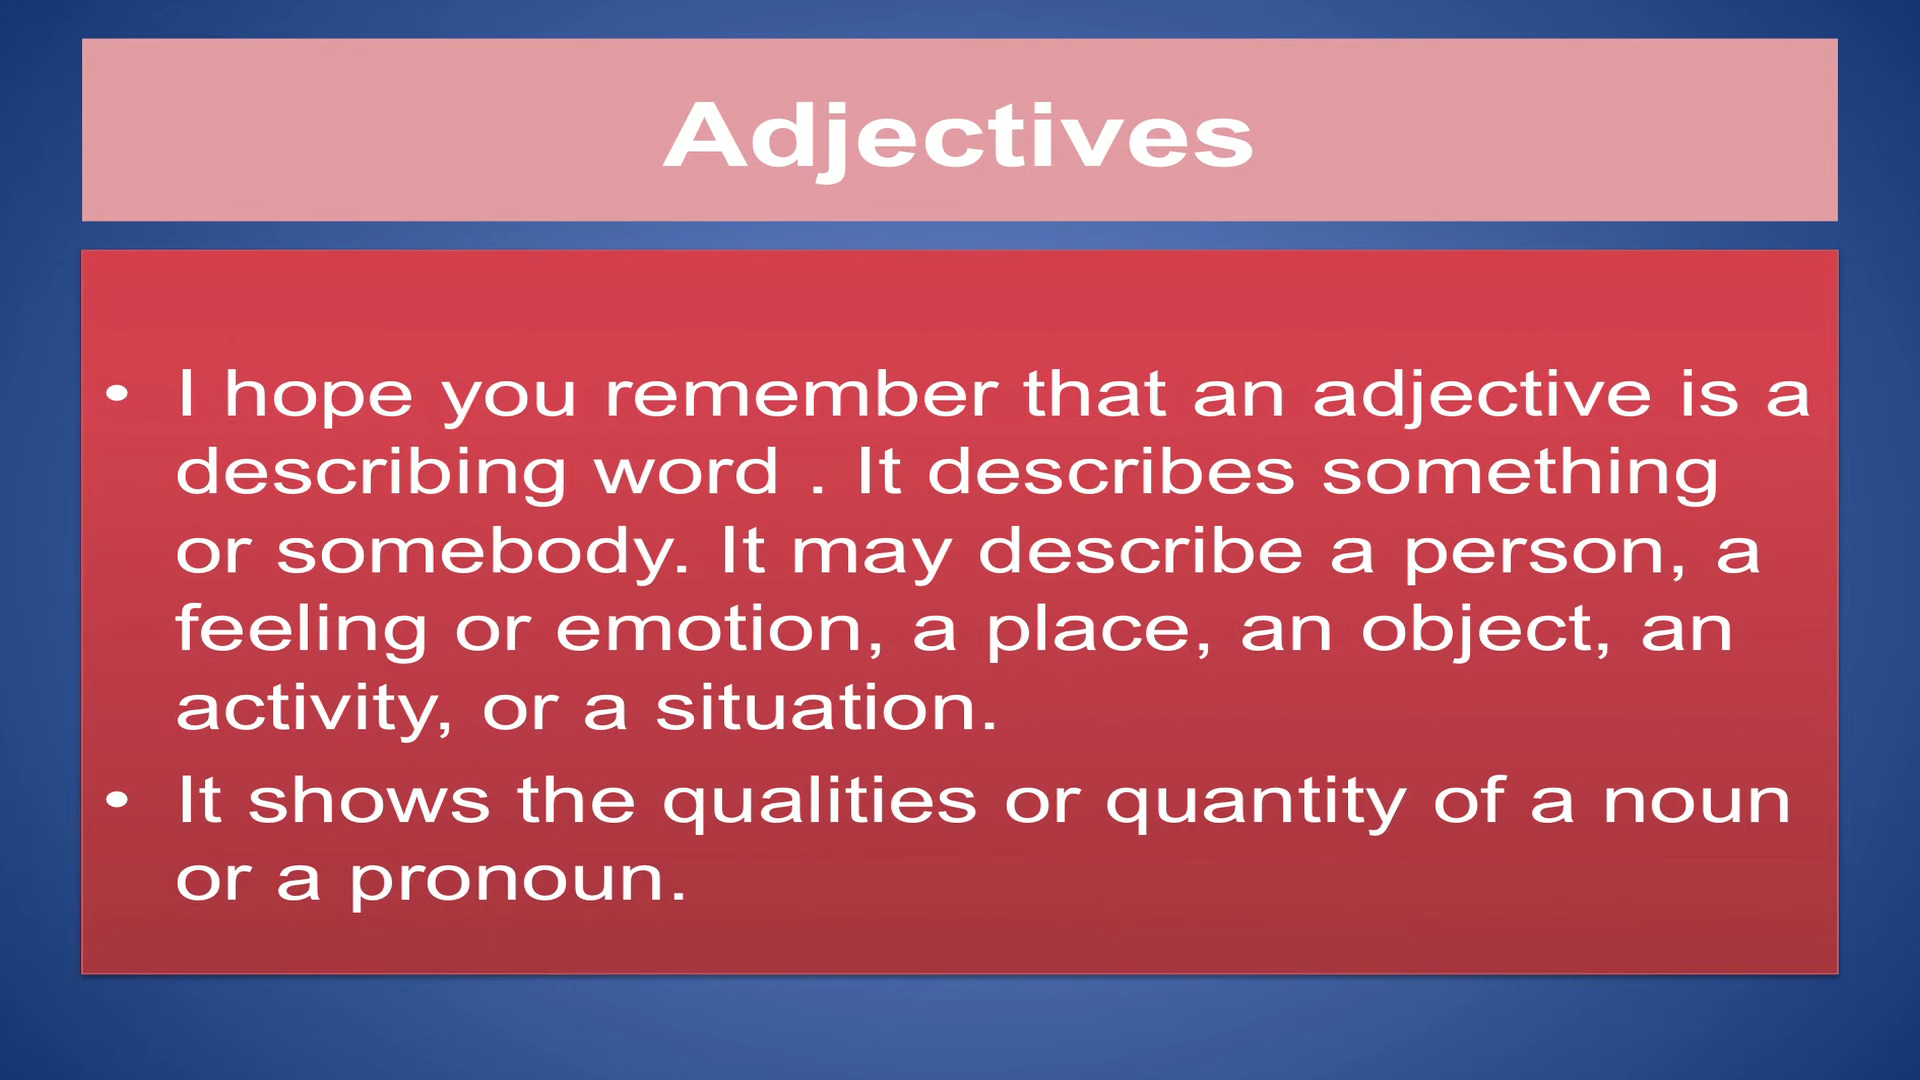 Adjectives
• I hope you remember that an adjective is a
describing word . It describes something
or somebody. It may describe a person, a
feeling or emotion, a place, an object, an
activity, or a situation.
• It shows the qualities or quantity of a noun
or a pronoun.